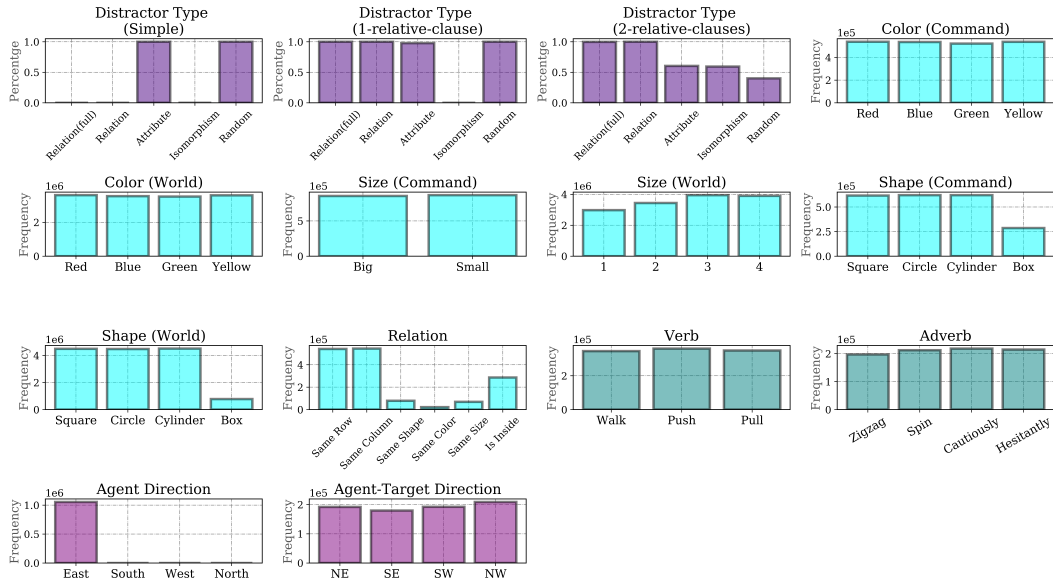 Distractor Type
(Simple)
Percentge
1.0
0.5
0.0
Relation(full)
Relation
Attribute
Isomorphism
Random
Distractor Type
(1-relative-clause)
Percentge
1.0
0.5
0.0
Relation(full)
Relation
Attribute
Isomorphism
Random
Distractor Type
(2-relative-clauses)
Percentge
1.0
0.5
0.0
Relation(full)
Relation
Attribute
Isomorphism
Random
Color (Command)
1e5
Frequency
4
2
0
Red Blue Green Yellow
Color (World)
1e6
Frequency
2
0
Red Blue Green Yellow
Size (Command)
1e5
Frequency
5
0
Big Small
Size (World)
1e6
Frequency
4
2
0
1 2 3 4
Shape (Command)
1e5
Frequency
5.0
2.5
0.0
Square Circle Cylinder Box
Shape (World)
1e6
Frequency
4
2
0
Square Circle Cylinder Box
Relation
1e5
Frequency
4
2
0
Same Row
Same Column
Same Shape
Same Color
Same Size
Is Inside
Verb
1e5
Frequency
2
0
Walk Push Pull
Adverb
1e5
Frequency
2
1
0
Zigzag
Spin
Cautiously
Hesitantly
Agent Direction
1e6
Frequency
1.0
0.5
0.0
East South West North
Agent-Target Direction
1e5
Frequency
2
1
0
NE SE SW NW